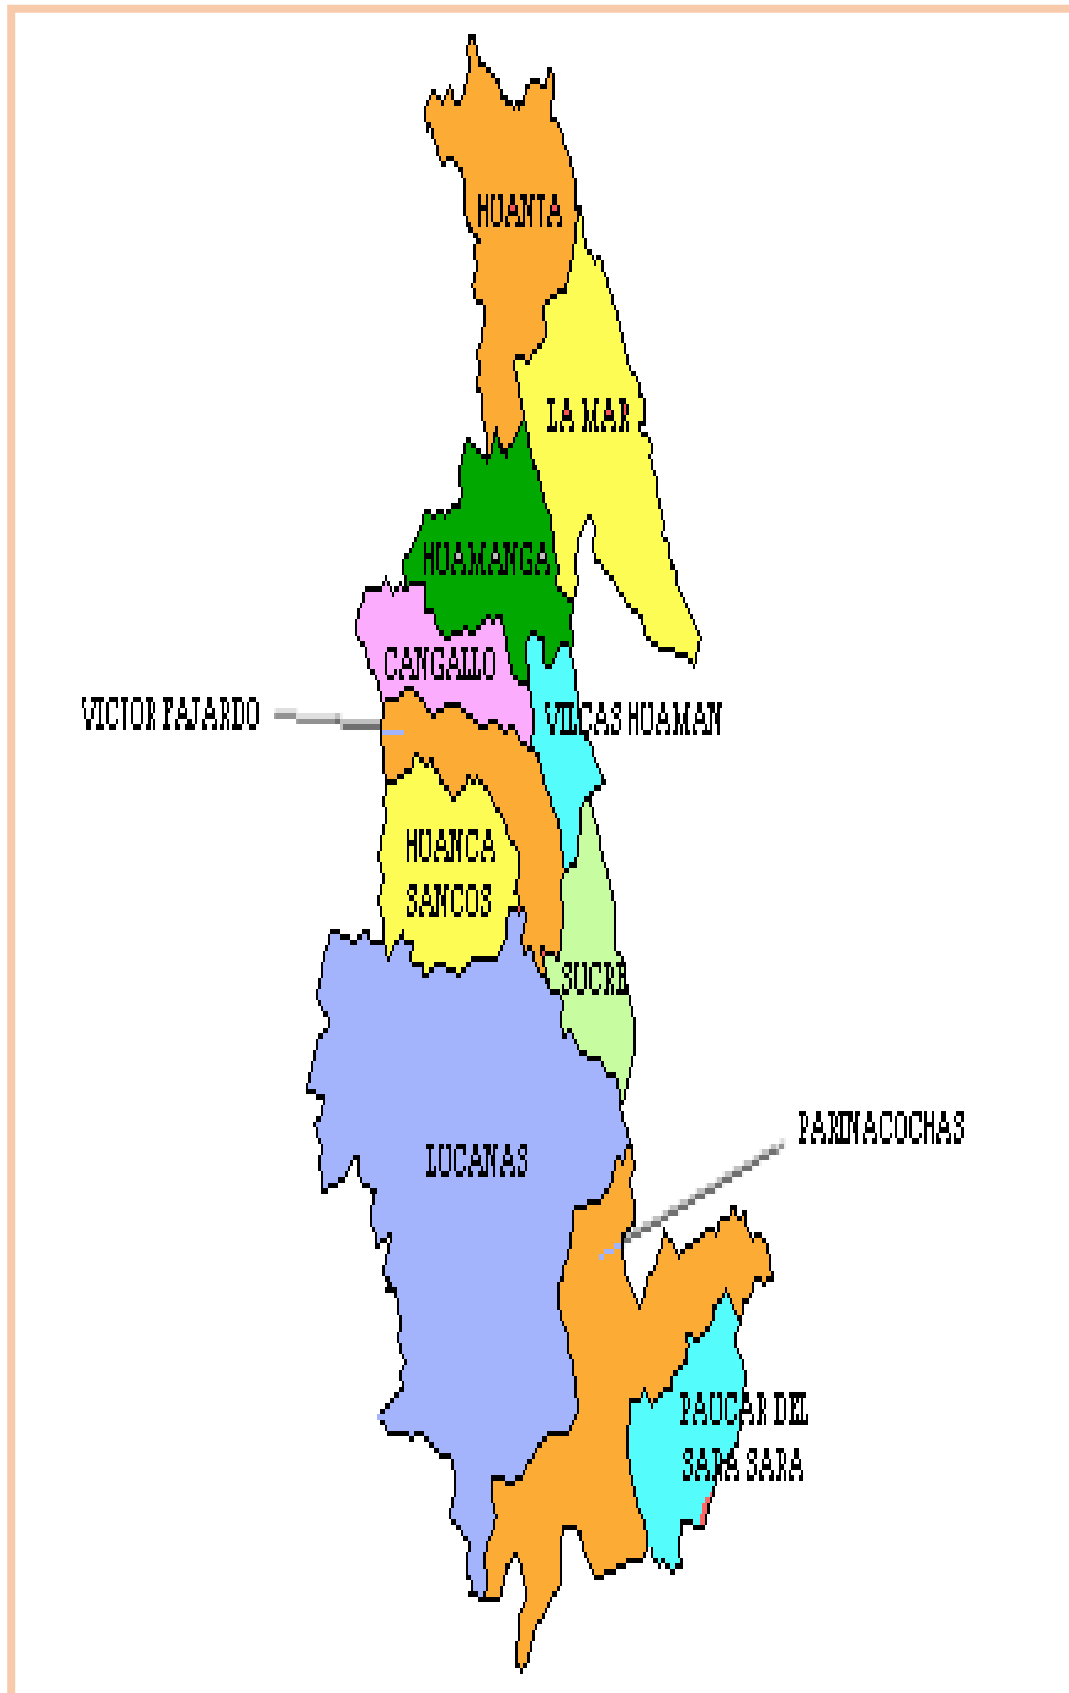 HUANTA
LA MAR
HUAMANGA
CANGALLO
VICTOR FAJARDO
VILCAS HUAMAN
HUANCA
SANCOS
SUCRE
PARINACOCHAS
LUCANAS
PAUCAR DEL
SARA SARA